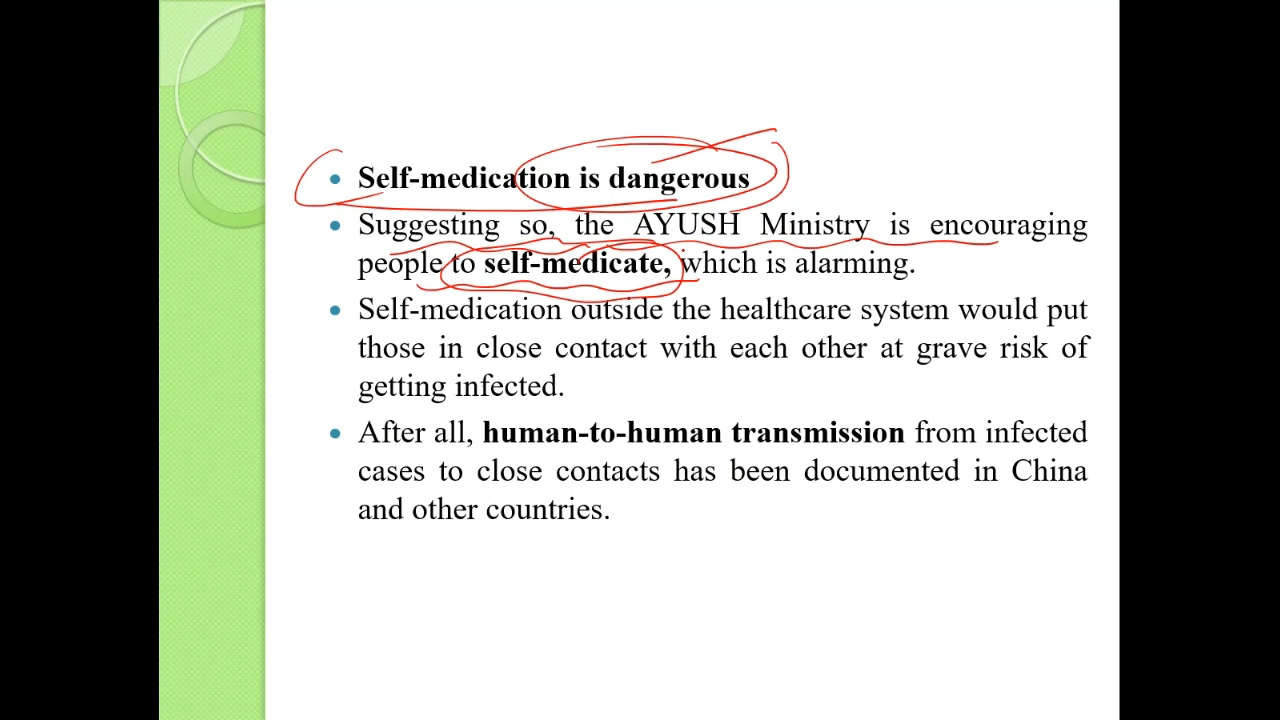 Self-medication is dangerous
Suggesting so, the AYUSH Ministry is encouraging
people to self-medicate, which is alarming.
Self-medication outside the healthcare system would put
those in close contact with each other at grave risk of
getting infected.
After all, human-to-human transmission from infected
cases to close contacts has been documented in China
and other countries.